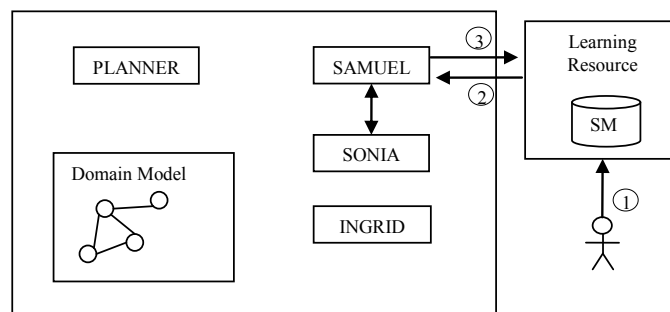 PLANNER
SAMUEL
3
2
Learning
Resource
SM
SONIA
Domain Model
INGRID
1